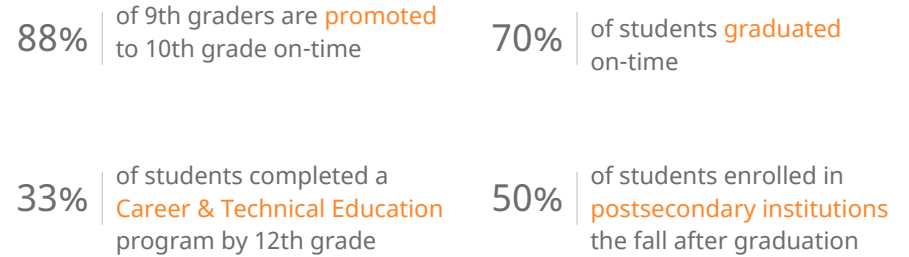 88%
of 9th graders are promoted
to 10th grade on-time
70%
of students graduated
on-time
33%
of students completed a
Career & Technical Education
program by 12th grade
50%
of students enrolled in
postsecondary institutions
the fall after graduation